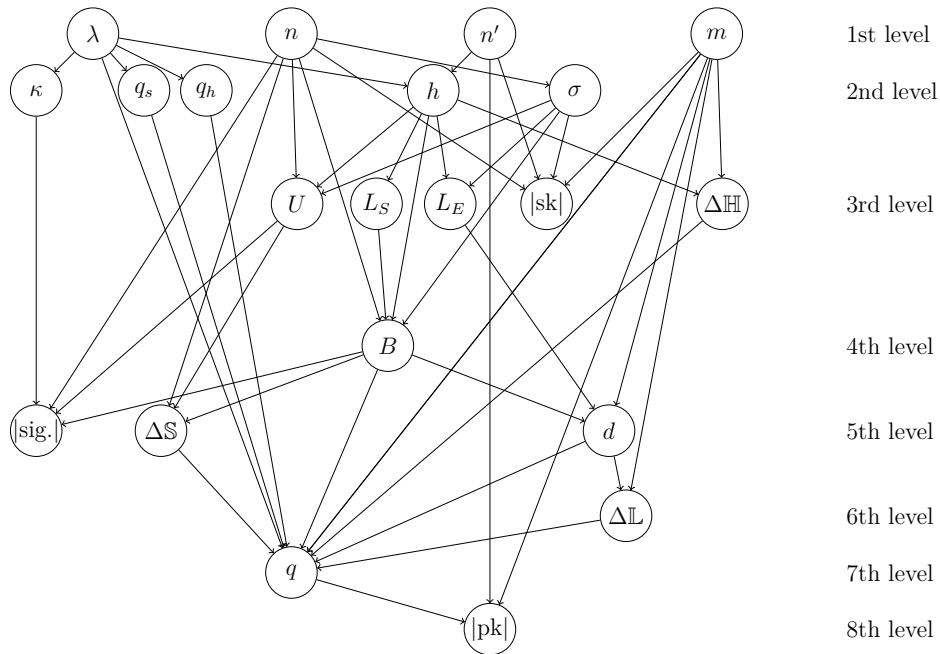 λ n n′ m 1st level
κ q_s q_h h σ 2nd level
U L_S L_E |sk| Δℍ 3rd level
B 4th level
|sig.| Δ𝕊 d 5th level
Δ𝕃 6th level
q 7th level
|pk| 8th level